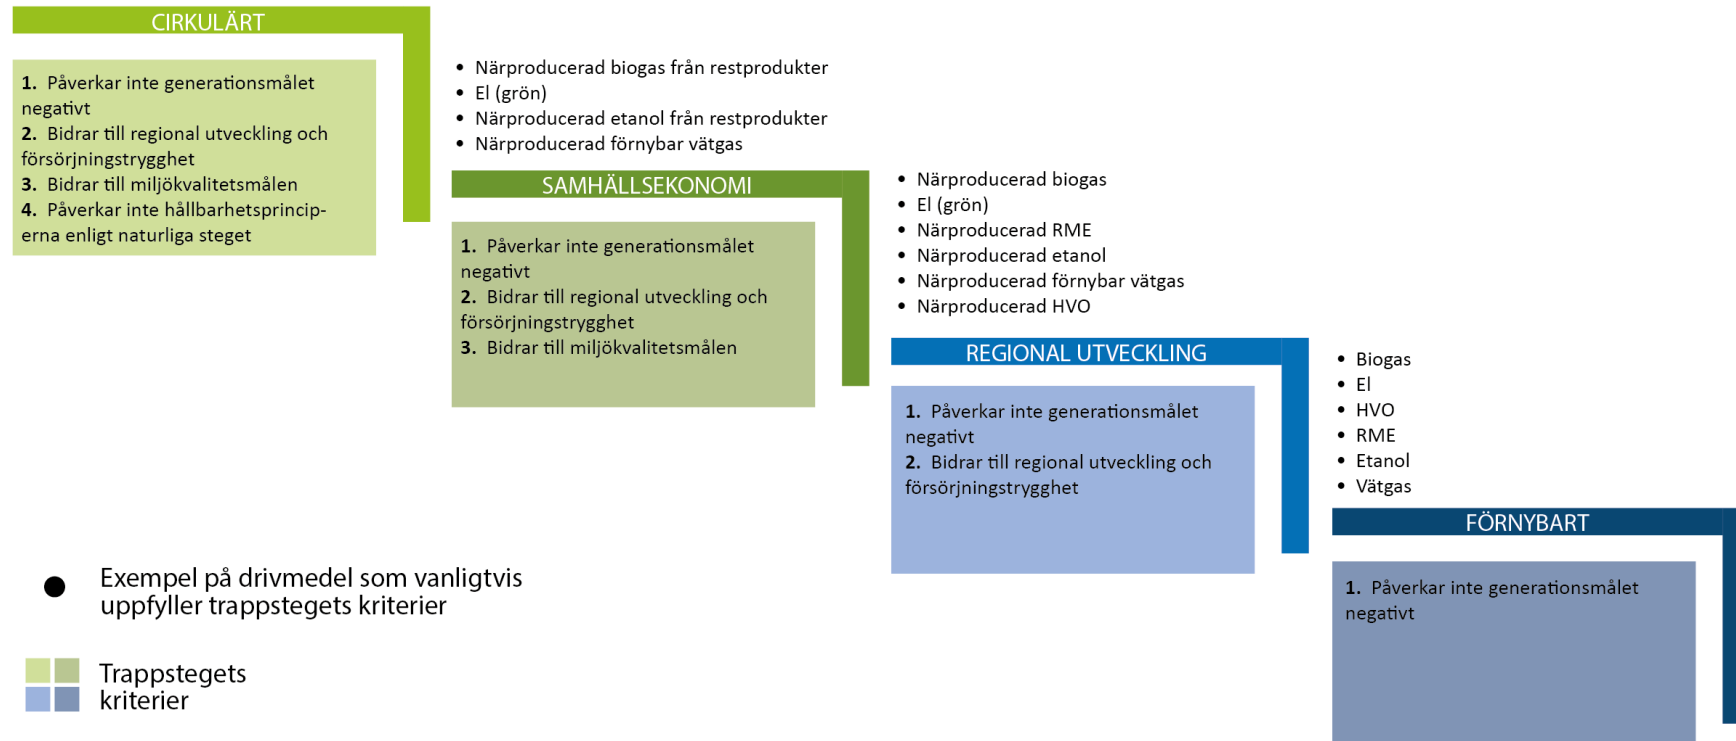 CIRKULÄRT
1. Påverkar inte generationsmålet
negativt
2. Bidrar till regional utveckling och
försörjningstrygghet
3. Bidrar till miljökvalitetsmålen
4. Påverkar inte hållbarhetsprincip-
erna enligt naturliga steget
• Närproducerad biogas från restprodukter
• El (grön)
• Närproducerad etanol från restprodukter
• Närproducerad förnybar vätgas
SAMHÄLLSEKONOMI
1. Påverkar inte generationsmålet
negativt
2. Bidrar till regional utveckling och
försörjningstrygghet
3. Bidrar till miljökvalitetsmålen
• Närproducerad biogas
• El (grön)
• Närproducerad RME
• Närproducerad etanol
• Närproducerad förnybar vätgas
• Närproducerad HVO
REGIONAL UTVECKLING
1. Påverkar inte generationsmålet
negativt
2. Bidrar till regional utveckling och
försörjningstrygghet
• Biogas
• El
• HVO
• RME
• Etanol
• Vätgas
FÖRNYBART
1. Påverkar inte generationsmålet
negativt
● Exempel på drivmedel som vanligtvis
uppfyller trappstegets kriterier
Trappstegets
kriterier